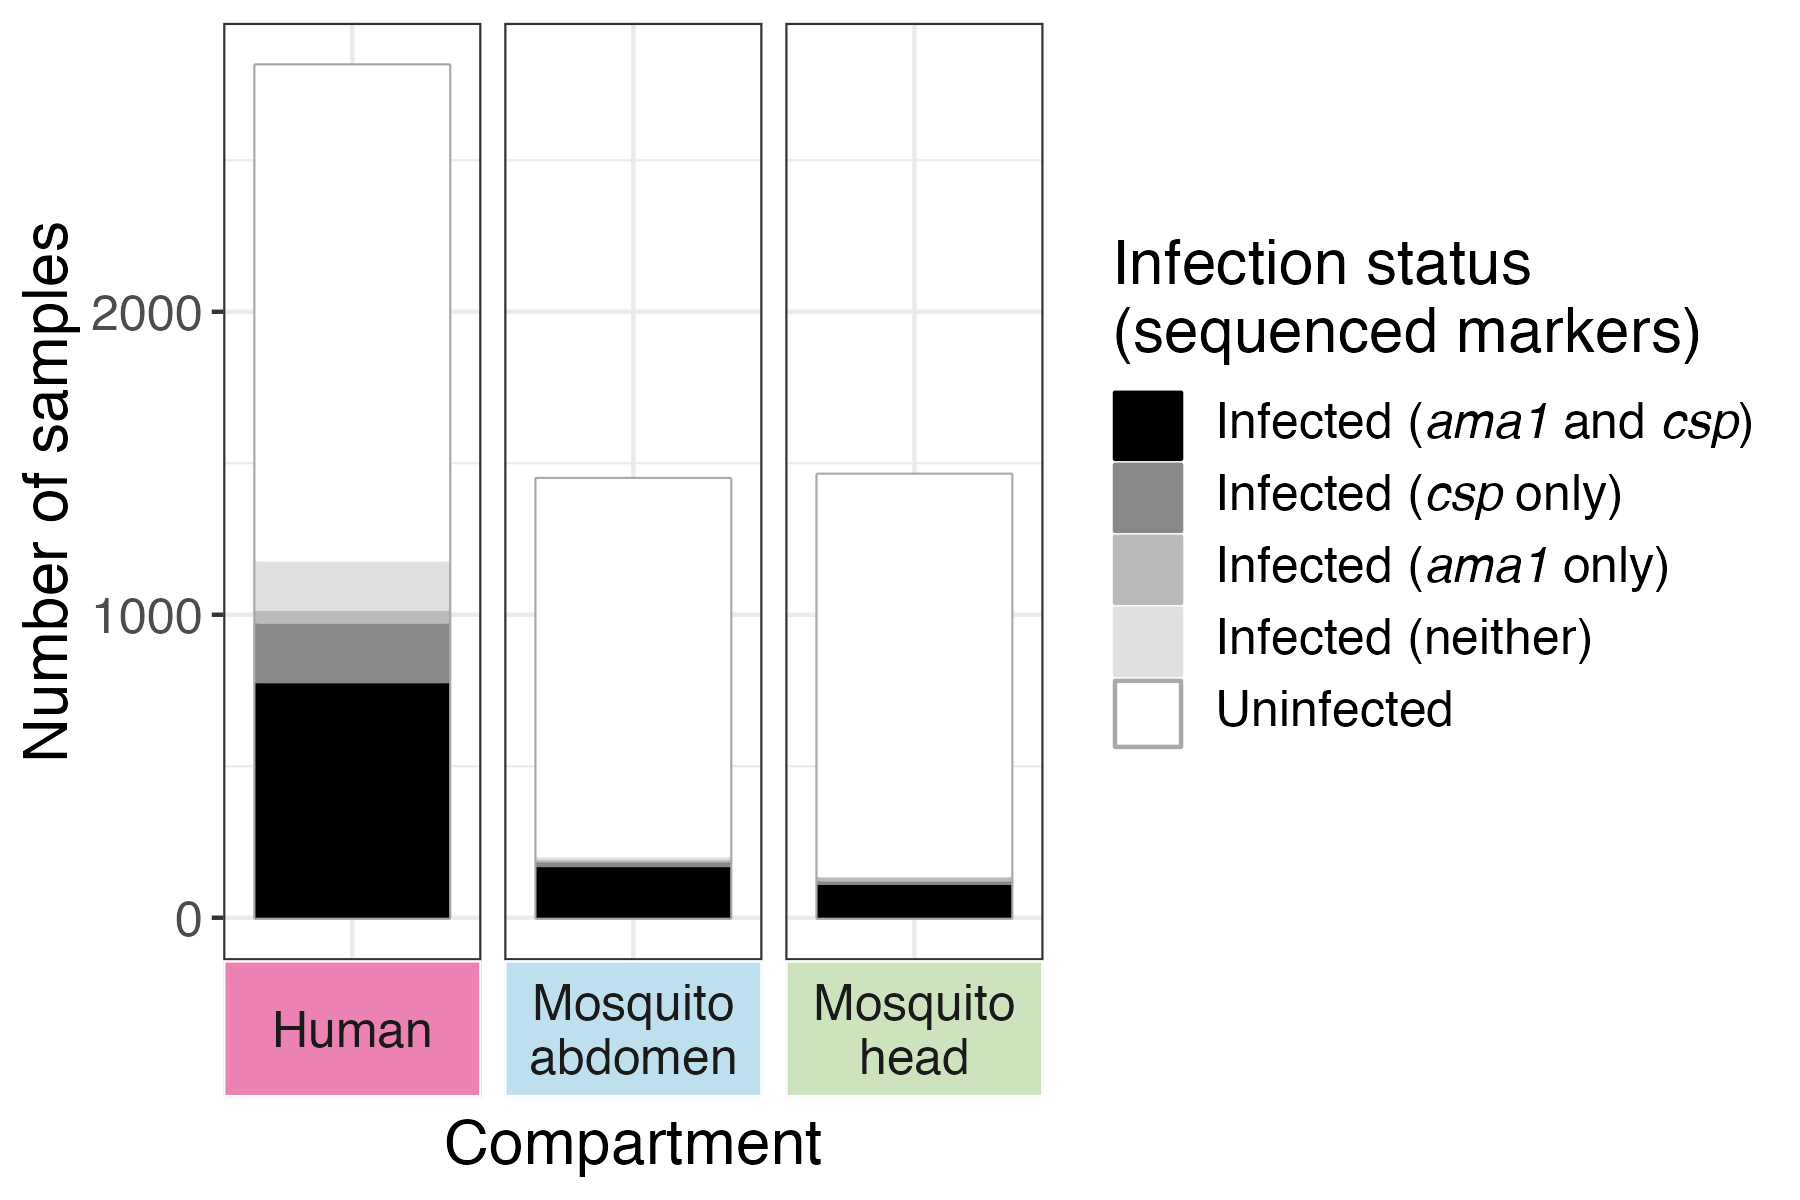 Number of samples
2000
1000
0
Human
Mosquito
abdomen
Mosquito
head
Compartment
Infection status
(sequenced markers)
Infected (ama1 and csp)
Infected (csp only)
Infected (ama1 only)
Infected (neither)
Uninfected